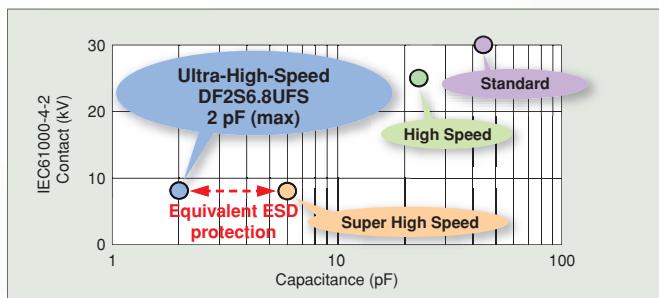 30
20
10
0
IEC61000-4-2
Contact (kV)
Ultra-High-Speed
DF2S6.8UFS
2 pF (max)
Standard
High Speed
Equivalent ESD
protection
Super High Speed
1
10
100
Capacitance (pF)